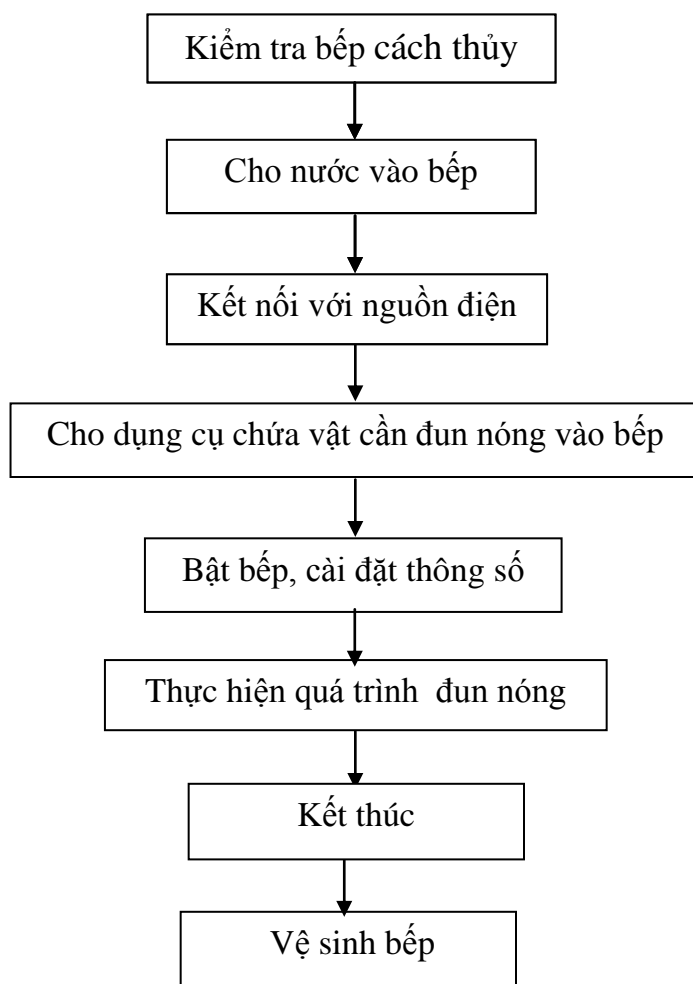 Kiểm tra bếp cách thủy
Cho nước vào bếp
Kết nối với nguồn điện
Cho dụng cụ chứa vật cần đun nóng vào bếp
Bật bếp, cài đặt thông số
Thực hiện quá trình đun nóng
Kết thúc
Vệ sinh bếp